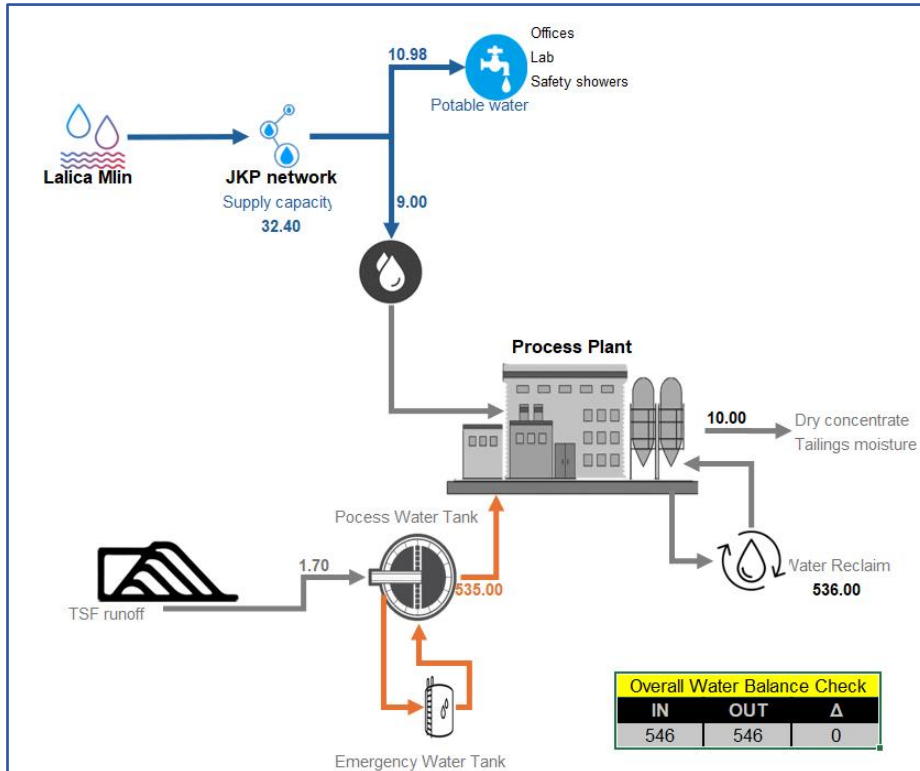 Offices
10.98
Lab
Safety showers
Potable water
Lalica Mlin
JKP network
Supply capacity
9.00
32.40
Process Plant
10.00
Dry concentrate
Tailings moisture
Pocess Water Tank
1.70
Water Reclaim
535.00
536.00
TSF runoff
Overall Water Balance Check
IN OUT Δ
546 546 0
Emergency Water Tank